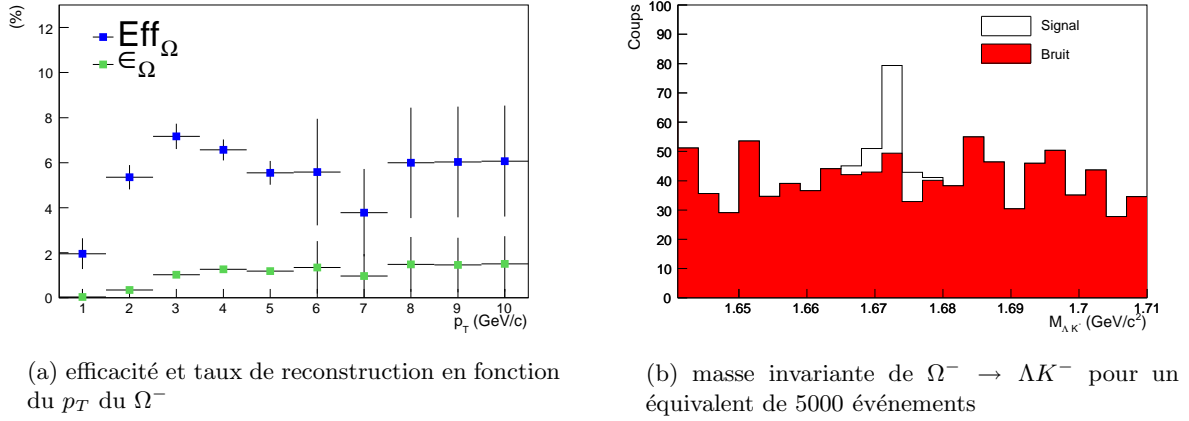 (%)
12
10
8
6
4
2
0
Eff_Ω
∈_Ω
1 2 3 4 5 6 7 8 9 10
p_T (GeV/c)
(a) efficacité et taux de reconstruction en fonction
du p_T du Ω⁻
Coups
100
90
80
70
60
50
40
30
20
10
0
Signal
Bruit
1.65 1.66 1.67 1.68 1.69 1.7 1.71
M_{Λ K⁻} (GeV/c²)
(b) masse invariante de Ω⁻ → ΛK⁻ pour un
équivalent de 5000 événements